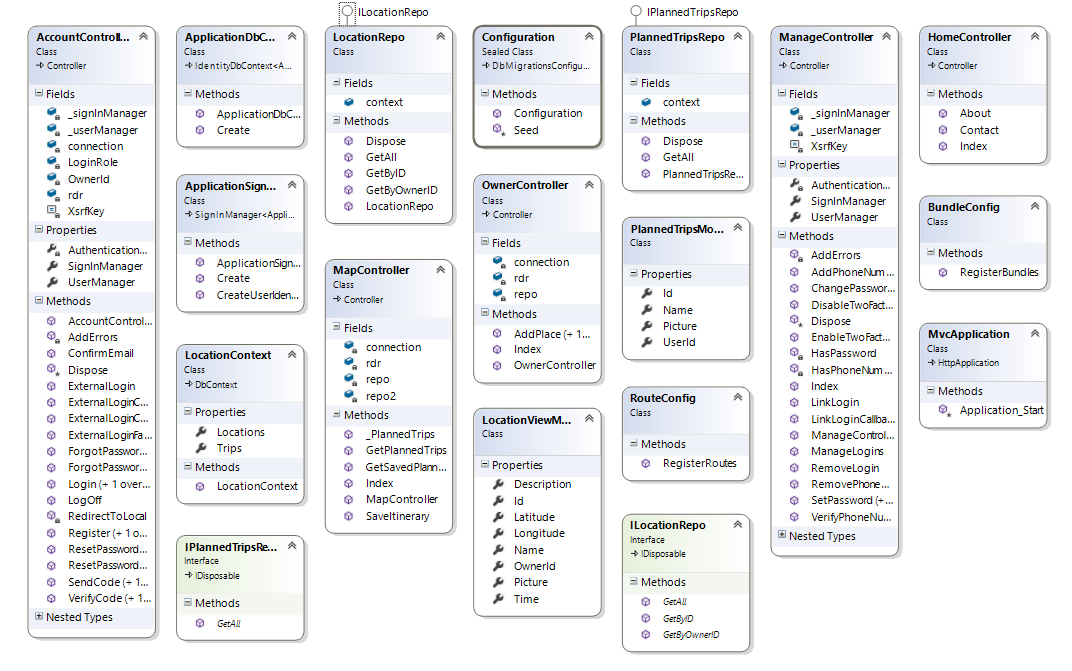 ILocationRepo
IPlannedTripsRepo
AccountControll...
Class
Controller
Fields
_signInManager
_userManager
connection
LoginRole
OwnerId
rdr
XsrfKey
Properties
Authentication...
SignInManager
UserManager
Methods
AccountControl...
AddErrors
ConfirmEmail
Dispose
ExternalLogin
ExternalLoginC...
ExternalLoginC...
ExternalLoginFa...
ForgotPasswor...
ForgotPasswor...
Login (+ 1 over...
LogOff
RedirectToLocal
Register (+ 1 o...
ResetPassword...
ResetPassword...
SendCode (+ 1...
VerifyCode (+ 1...
Nested Types
ApplicationDbC...
Class
IdentityDbContext<A...
Methods
ApplicationDbC...
Create
ApplicationSign...
Class
SignInManager<Appli...
Methods
ApplicationSign...
Create
CreateUserIden...
LocationContext
Class
DbContext
Properties
Locations
Trips
Methods
LocationContext
IPlannedTripsRe...
Interface
IDisposable
Methods
GetAll
LocationRepo
Class
Fields
context
Methods
Dispose
GetAll
GetByID
GetByOwnerID
LocationRepo
MapController
Class
Controller
Fields
connection
rdr
repo
repo2
Methods
_PlannedTrips
GetPlannedTrips
GetSavedPlann...
Index
MapController
SaveItinerary
Configuration
Sealed Class
DbMigrationsConfigu...
Methods
Configuration
Seed
OwnerController
Class
Controller
Fields
connection
rdr
repo
Methods
AddPlace (+ 1...
Index
OwnerController
LocationViewM...
Class
Properties
Description
Id
Latitude
Longitude
Name
OwnerId
Picture
Time
PlannedTripsRepo
Class
Fields
context
Methods
Dispose
GetAll
PlannedTripsRe...
PlannedTripsMo...
Class
Properties
Id
Name
Picture
UserId
RouteConfig
Class
Methods
RegisterRoutes
ILocationRepo
Interface
IDisposable
Methods
GetAll
GetByID
GetByOwnerID
ManageController
Class
Controller
Fields
_signInManager
_userManager
XsrfKey
Properties
Authentication...
SignInManager
UserManager
Methods
AddErrors
AddPhoneNum...
ChangePasswor...
DisableTwoFact...
Dispose
EnableTwoFact...
HasPassword
HasPhoneNum...
Index
LinkLogin
LinkLoginCallba...
ManageControl...
ManageLogins
RemoveLogin
RemovePhone...
SetPassword (+...
VerifyPhoneNu...
Nested Types
HomeController
Class
Controller
Methods
About
Contact
Index
BundleConfig
Class
Methods
RegisterBundles
MvcApplication
Class
HttpApplication
Methods
Application_Start